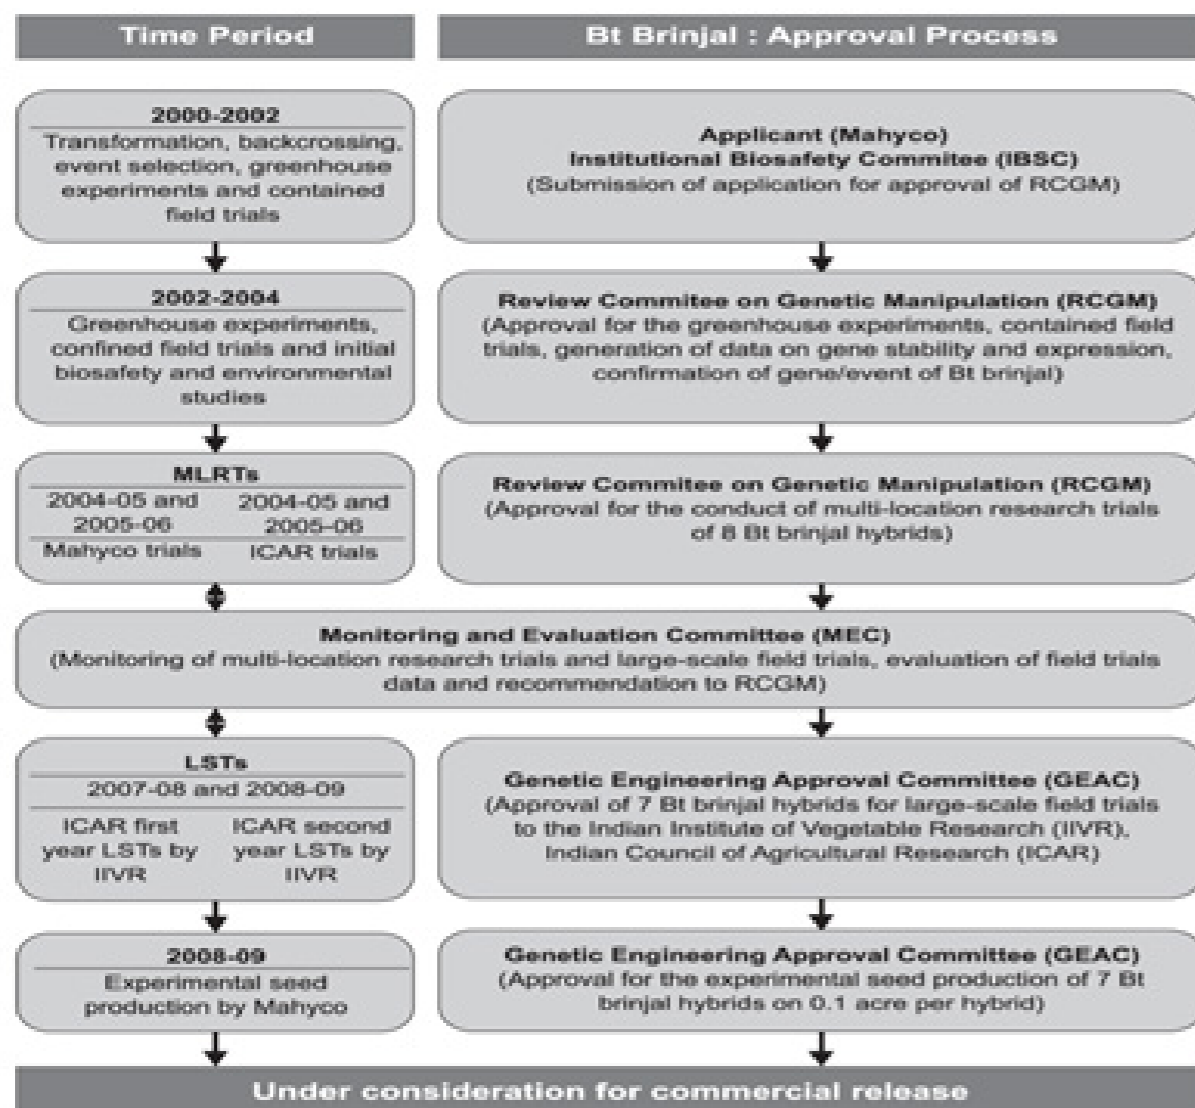 Time Period
Bt Brinjal : Approval Process
2000-2002
Transformation, backcrossing,
event selection, greenhouse
experiments and contained
field trials
Applicant (Mahyco)
Institutional Biosafety Commitee (IBSC)
(Submission of application for approval of RCGM)
2002-2004
Greenhouse experiments,
confined field trials and initial
biosafety and environmental
studies
Review Commitee on Genetic Manipulation (RCGM)
(Approval for the greenhouse experiments, contained field
trials, generation of data on gene stability and expression,
confirmation of gene/event of Bt brinjal)
MLRTs
2004-05 and
2005-06
Mahyco trials
2004-05 and
2005-06
ICAR trials
Review Commitee on Genetic Manipulation (RCGM)
(Approval for the conduct of multi-location research trials
of 8 Bt brinjal hybrids)
Monitoring and Evaluation Committee (MEC)
(Monitoring of multi-location research trials and large-scale field trials, evaluation of field trials
data and recommendation to RCGM)
LSTs
2007-08 and 2008-09
ICAR first
year LSTs by
IIVR
ICAR second
year LSTs by
IIVR
Genetic Engineering Approval Committee (GEAC)
(Approval of 7 Bt brinjal hybrids for large-scale field trials
to the Indian Institute of Vegetable Research (IIVR),
Indian Council of Agricultural Research (ICAR)
2008-09
Experimental seed
production by Mahyco
Genetic Engineering Approval Committee (GEAC)
(Approval for the experimental seed production of 7 Bt
brinjal hybrids on 0.1 acre per hybrid)
Under consideration for commercial release